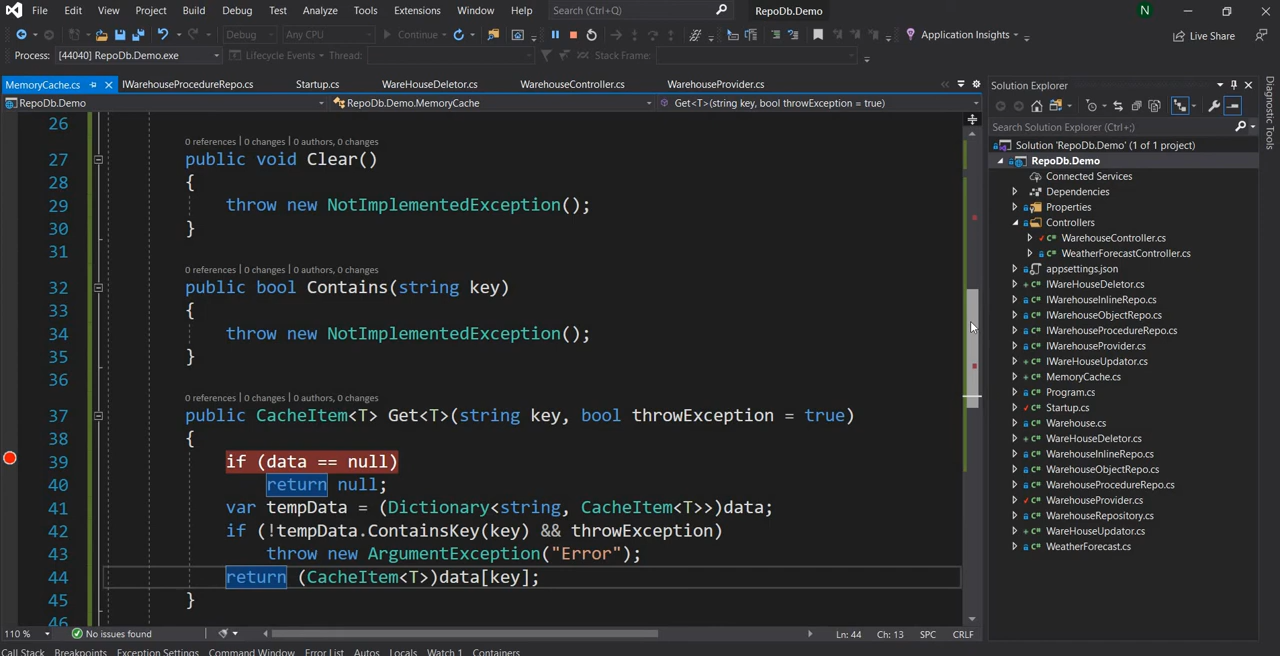 File Edit View Project Build Debug Test Analyze Tools Extensions Window Help Search (Ctrl+Q) RepoDb.Demo N
Debug Any CPU Continue Application Insights Live Share
Process: [44040] RepoDb.Demo.exe Lifecycle Events Thread: Stack Frame:
MemoryCache.cs IWarehouseProcedureRepo.cs Startup.cs WareHouseDeletor.cs WarehouseController.cs WarehouseProvider.cs
RepoDb.Demo RepoDb.Demo.MemoryCache Get<T>(string key, bool throwException = true)
26
0 references | 0 changes | 0 authors, 0 changes
27 public void Clear()
28 {
29 throw new NotImplementedException();
30 }
31
0 references | 0 changes | 0 authors, 0 changes
32 public bool Contains(string key)
33 {
34 throw new NotImplementedException();
35 }
36
0 references | 0 changes | 0 authors, 0 changes
37 public CacheItem<T> Get<T>(string key, bool throwException = true)
38 {
39 if (data == null)
40 return null;
41 var tempData = (Dictionary<string, CacheItem<T>>)data;
42 if (!tempData.ContainsKey(key) && throwException)
43 throw new ArgumentException("Error");
44 return (CacheItem<T>)data[key];
45 }
46
110 % No issues found Ln: 44 Ch: 13 SPC CRLF
Call Stack Breakpoints Exception Settings Command Window Error List Autos Locals Watch 1 Containers
Solution Explorer
Search Solution Explorer (Ctrl+;)
Solution 'RepoDb.Demo' (1 of 1 project)
RepoDb.Demo
Connected Services
Dependencies
Properties
Controllers
WarehouseController.cs
WeatherForecastController.cs
appsettings.json
IWareHouseDeletor.cs
IWarehouseInlineRepo.cs
IWarehouseObjectRepo.cs
IWarehouseProcedureRepo.cs
IWarehouseProvider.cs
IWareHouseUpdator.cs
MemoryCache.cs
Program.cs
Startup.cs
Warehouse.cs
WareHouseDeletor.cs
WarehouseInlineRepo.cs
WarehouseObjectRepo.cs
WarehouseProcedureRepo.cs
WarehouseProvider.cs
WarehouseRepository.cs
WareHouseUpdator.cs
WeatherForecast.cs
Diagnostic Tools